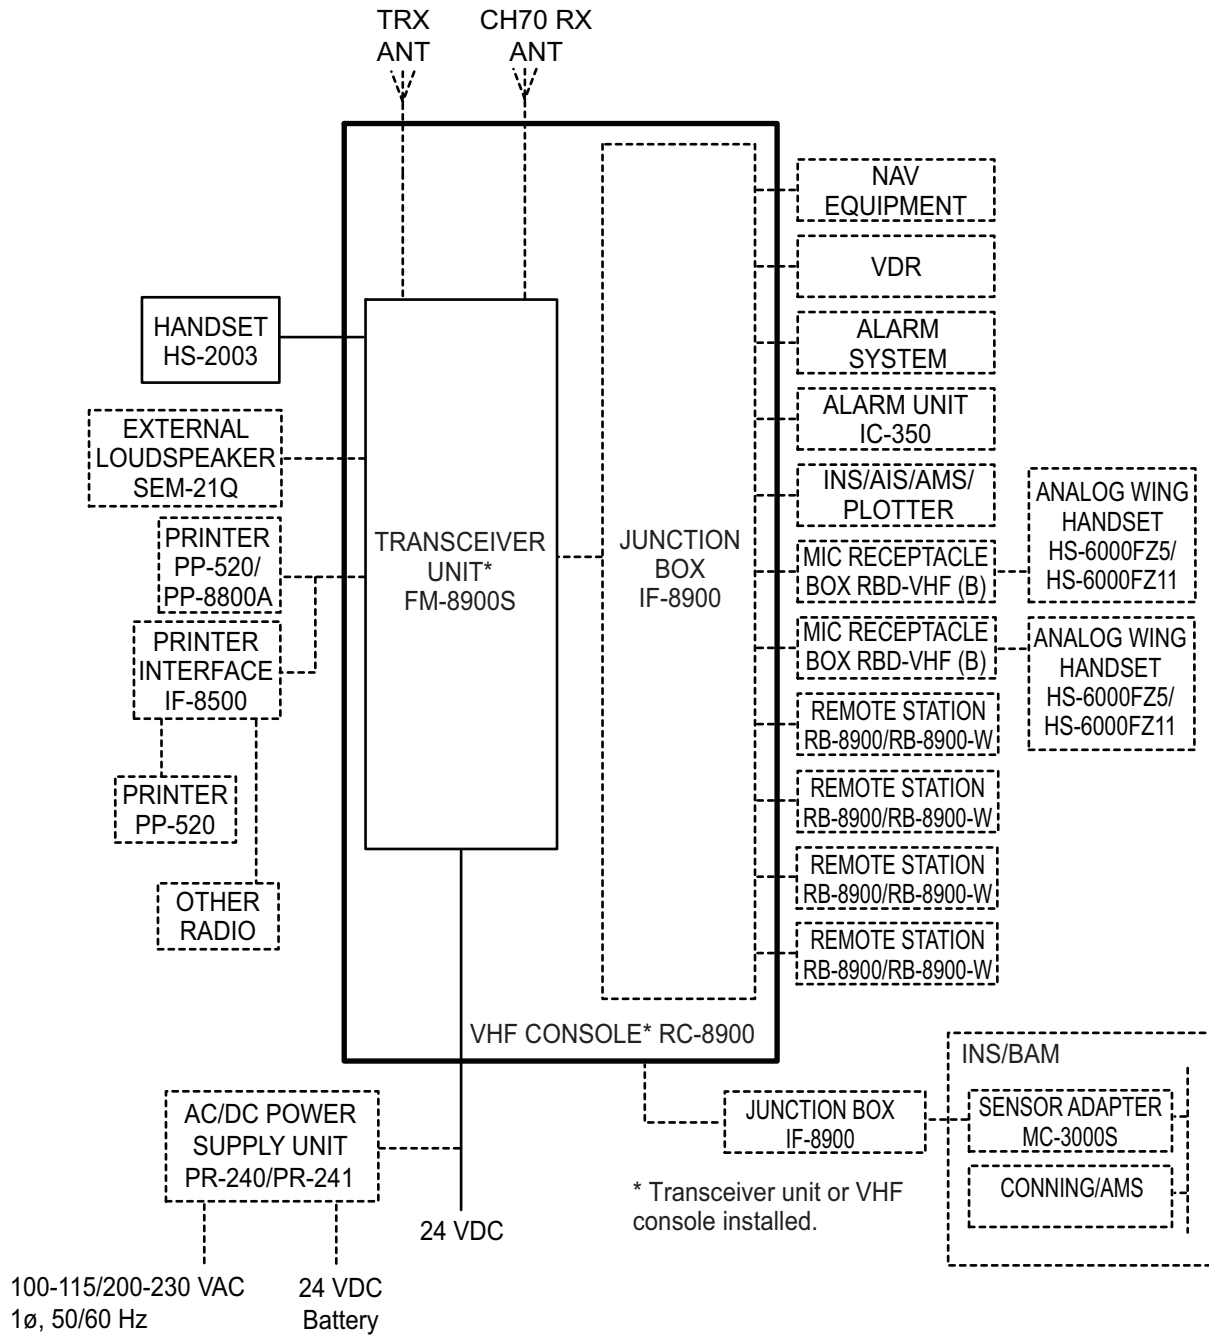 TRX
ANT
CH70 RX
ANT
HANDSET
HS-2003
EXTERNAL
LOUDSPEAKER
SEM-21Q
PRINTER
PP-520/
PP-8800A
PRINTER
INTERFACE
IF-8500
PRINTER
PP-520
OTHER
RADIO
TRANSCEIVER
UNIT*
FM-8900S
JUNCTION
BOX
IF-8900
NAV
EQUIPMENT
VDR
ALARM
SYSTEM
ALARM UNIT
IC-350
INS/AIS/AMS/
PLOTTER
MIC RECEPTACLE
BOX RBD-VHF (B)
ANALOG WING
HANDSET
HS-6000FZ5/
HS-6000FZ11
MIC RECEPTACLE
BOX RBD-VHF (B)
ANALOG WING
HANDSET
HS-6000FZ5/
HS-6000FZ11
REMOTE STATION
RB-8900/RB-8900-W
REMOTE STATION
RB-8900/RB-8900-W
REMOTE STATION
RB-8900/RB-8900-W
REMOTE STATION
RB-8900/RB-8900-W
VHF CONSOLE* RC-8900
AC/DC POWER
SUPPLY UNIT
PR-240/PR-241
24 VDC
100-115/200-230 VAC
1ø, 50/60 Hz
24 VDC
Battery
JUNCTION BOX
IF-8900
INS/BAM
SENSOR ADAPTER
MC-3000S
CONNING/AMS
* Transceiver unit or VHF
console installed.